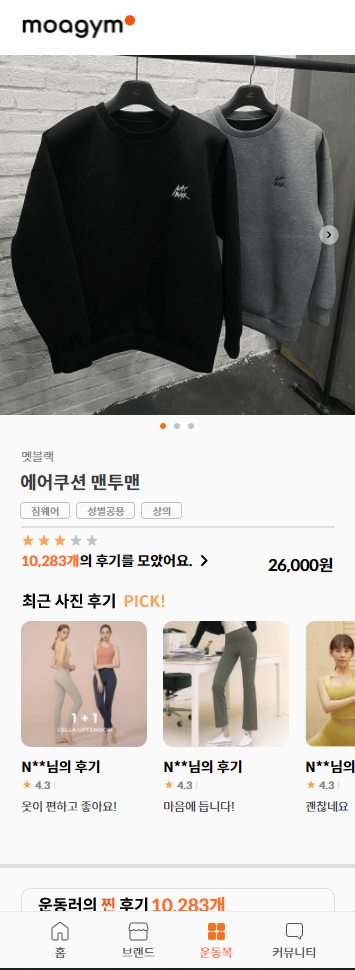 moagym
멧블랙
에어쿠션 맨투맨
짐웨어 성별공용 상의
10,283개의 후기를 모았어요.
26,000원
최근 사진 후기 PICK!
1+1
CELLA UPTENSION
N**님의 후기 N**님의 후기 N**님의
4.3 4.3 4.3
옷이 편하고 좋아요! 마음에 듭니다! 괜찮네요
운동러의 찐 후기 10,283개
홈 브랜드 운동복 커뮤니티